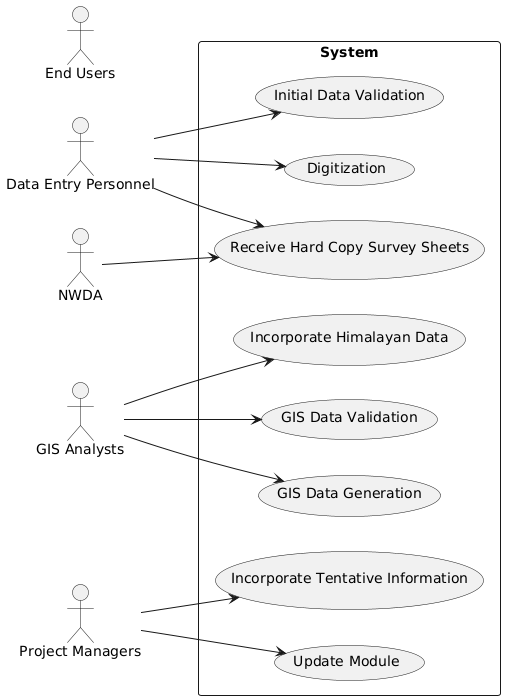 End Users
System
Initial Data Validation
Data Entry Personnel
Digitization
Receive Hard Copy Survey Sheets
NWDA
Incorporate Himalayan Data
GIS Data Validation
GIS Analysts
GIS Data Generation
Incorporate Tentative Information
Project Managers
Update Module